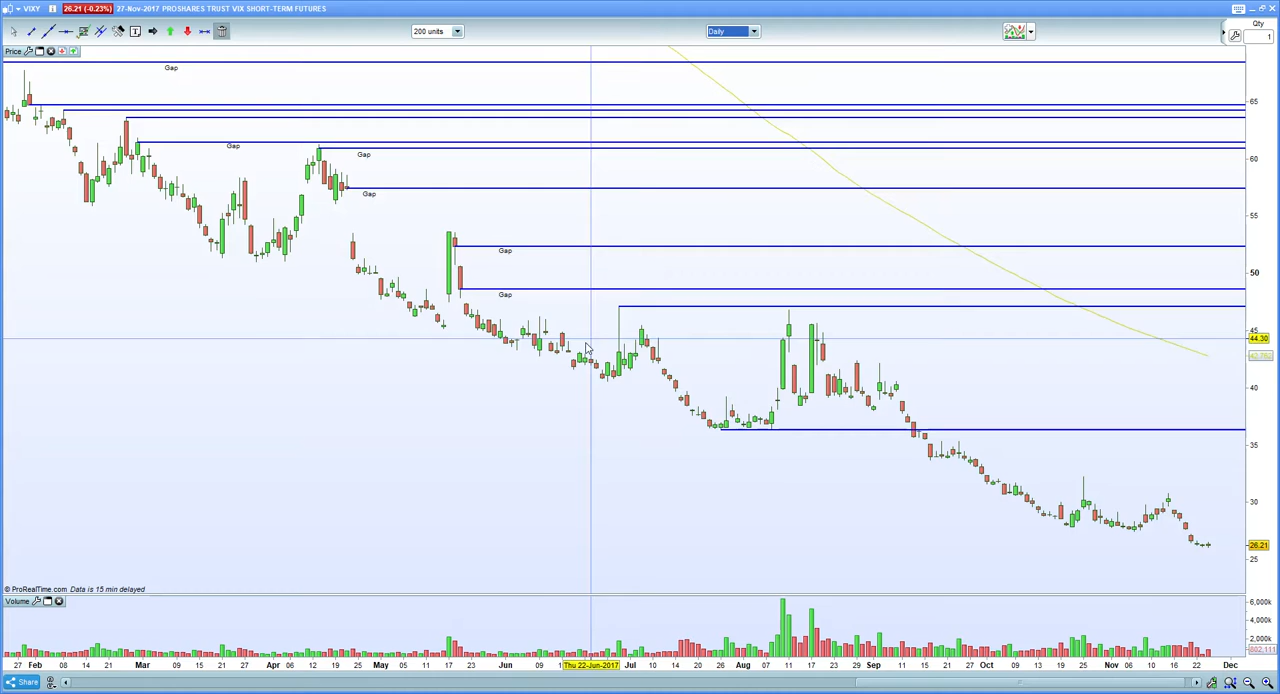 VIXY 26.21 (-0.23%) 27-Nov-2017 PROSHARES TRUST VIX SHORT-TERM FUTURES
200 units
Daily
Qty
1
Price
Gap
65
Gap
Gap
60
Gap
55
Gap
50
Gap
45
44.30
40
35
30
26.21
25
© ProRealTime.com Data is 15 min delayed
Volume
6,000k
4,000k
2,000k
802,111
27 Feb 08 14 21 Mar 09 15 21 Apr 06 12 19 25 May 05 11 17 23 Jun 09 Thu 22-Jun-2017 Jul 10 14 20 26 Aug 07 11 17 23 29 Sep 11 15 21 27 Oct 09 13 19 25 Nov 06 10 16 22 Dec
Share